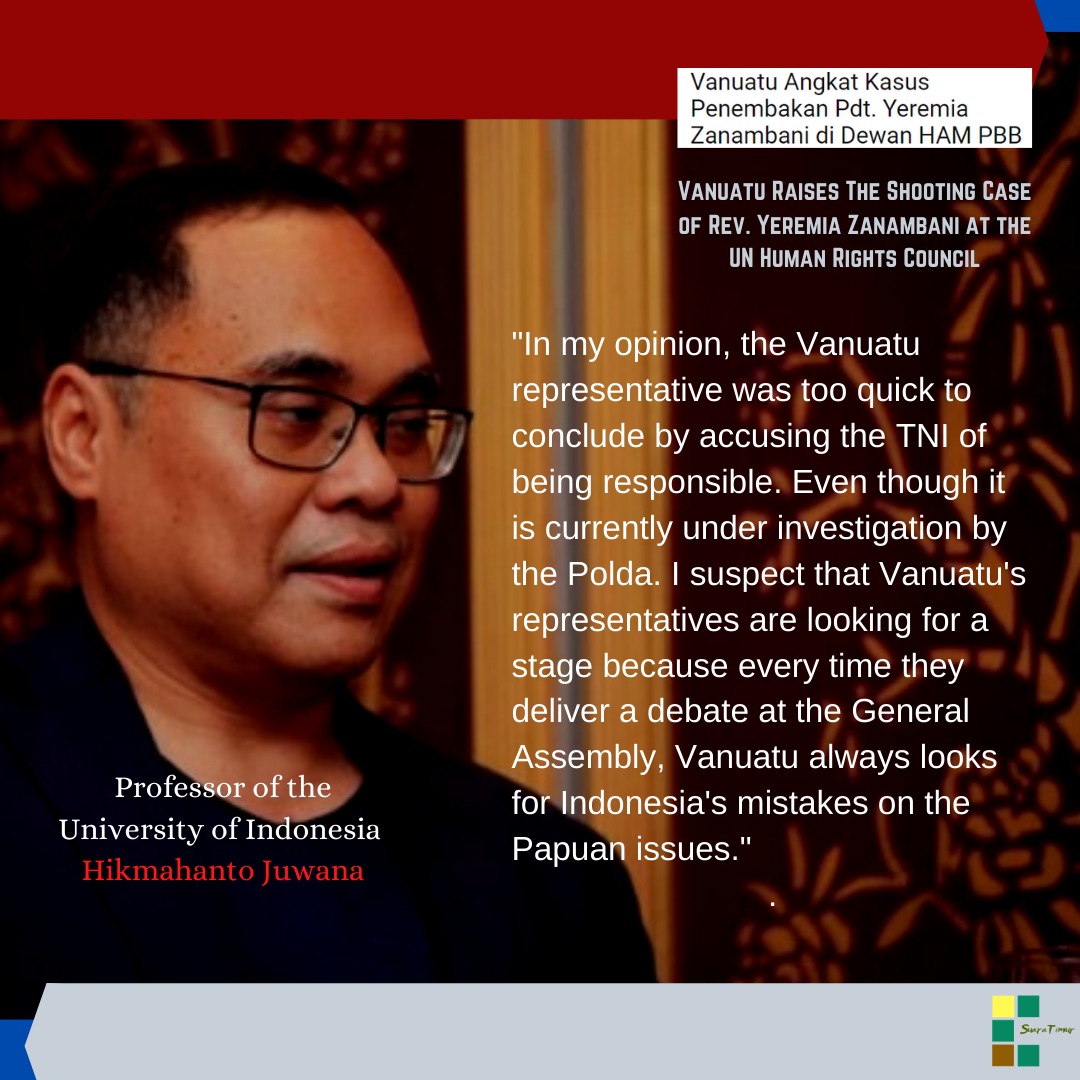 Vanuatu Angkat Kasus
Penembakan Pdt. Yeremia
Zanambani di Dewan HAM PBB
VANUATU RAISES THE SHOOTING CASE
OF REV. YEREMIA ZANAMBANI AT THE
UN HUMAN RIGHTS COUNCIL
"In my opinion, the Vanuatu
representative was too quick to
conclude by accusing the TNI of
being responsible. Even though it
is currently under investigation by
the Polda. I suspect that Vanuatu's
representatives are looking for a
stage because every time they
deliver a debate at the General
Assembly, Vanuatu always looks
for Indonesia's mistakes on the
Papuan issues."
.
Professor of the
University of Indonesia
Hikmahanto Juwana
Suara Timur